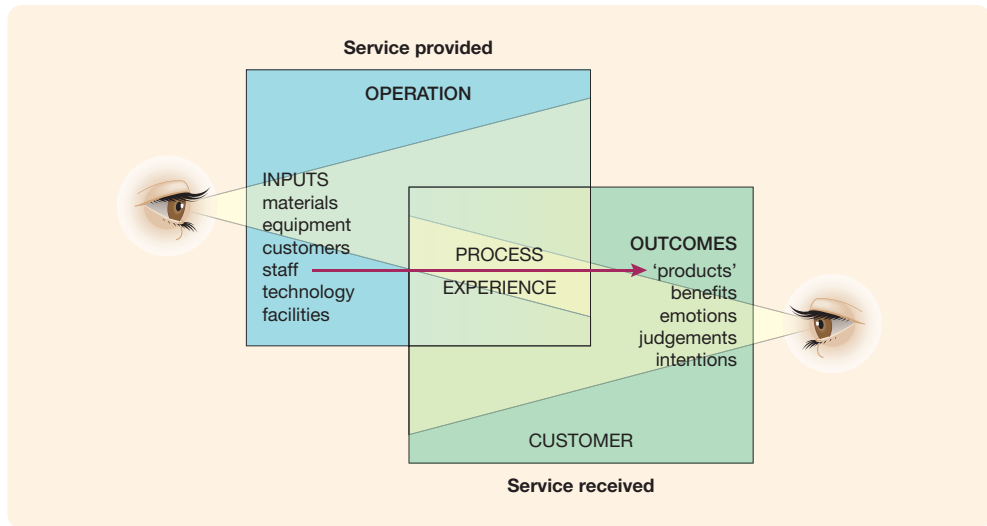 Service provided
OPERATION
INPUTS
materials
equipment
customers
staff
technology
facilities
PROCESS
EXPERIENCE
OUTCOMES
‘products’
benefits
emotions
judgements
intentions
CUSTOMER
Service received